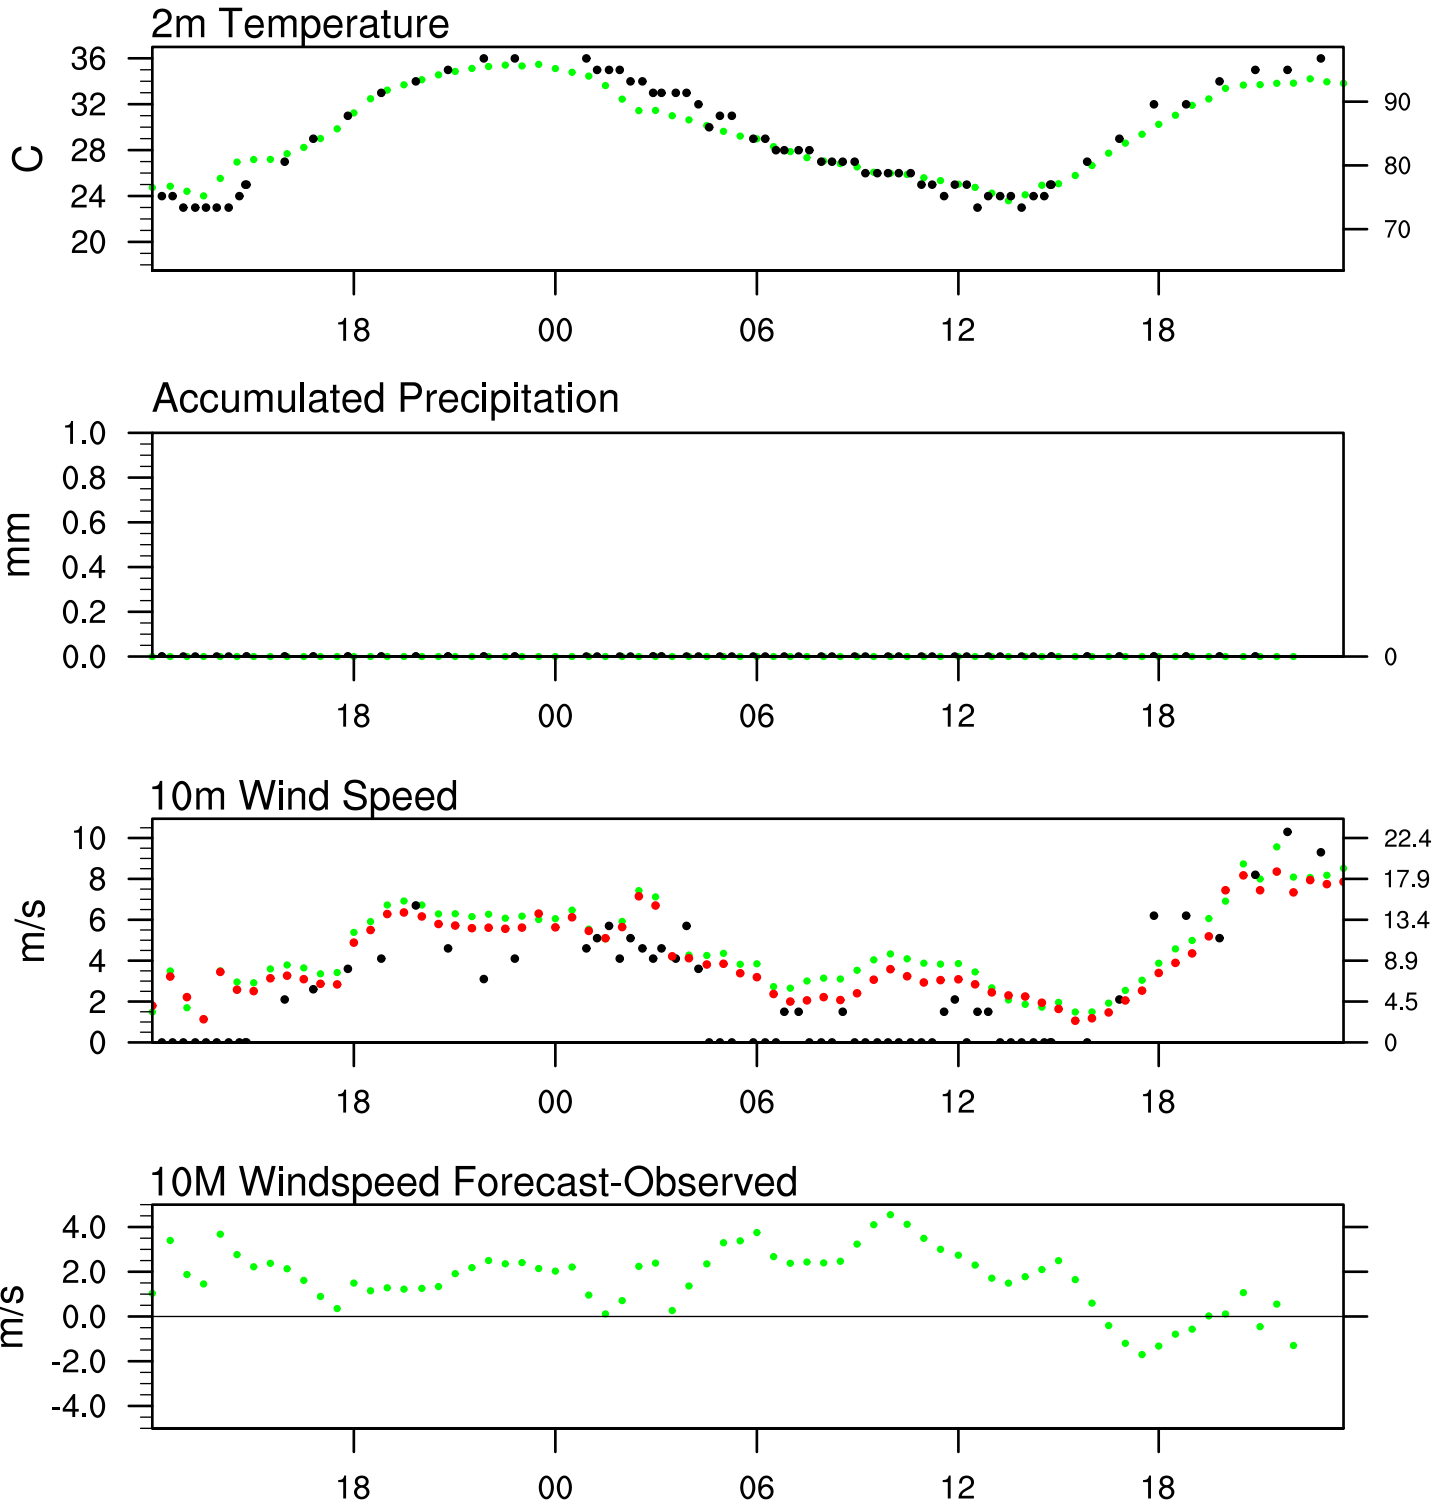 2m Temperature
36
32
28
24
20
C
90
80
70
18 00 06 12 18
Accumulated Precipitation
1.0
0.8
0.6
0.4
0.2
0.0
mm
0
18 00 06 12 18
10m Wind Speed
10
8
6
4
2
0
m/s
22.4
17.9
13.4
8.9
4.5
0
18 00 06 12 18
10M Windspeed Forecast-Observed
4.0
2.0
0.0
-2.0
-4.0
m/s
18 00 06 12 18